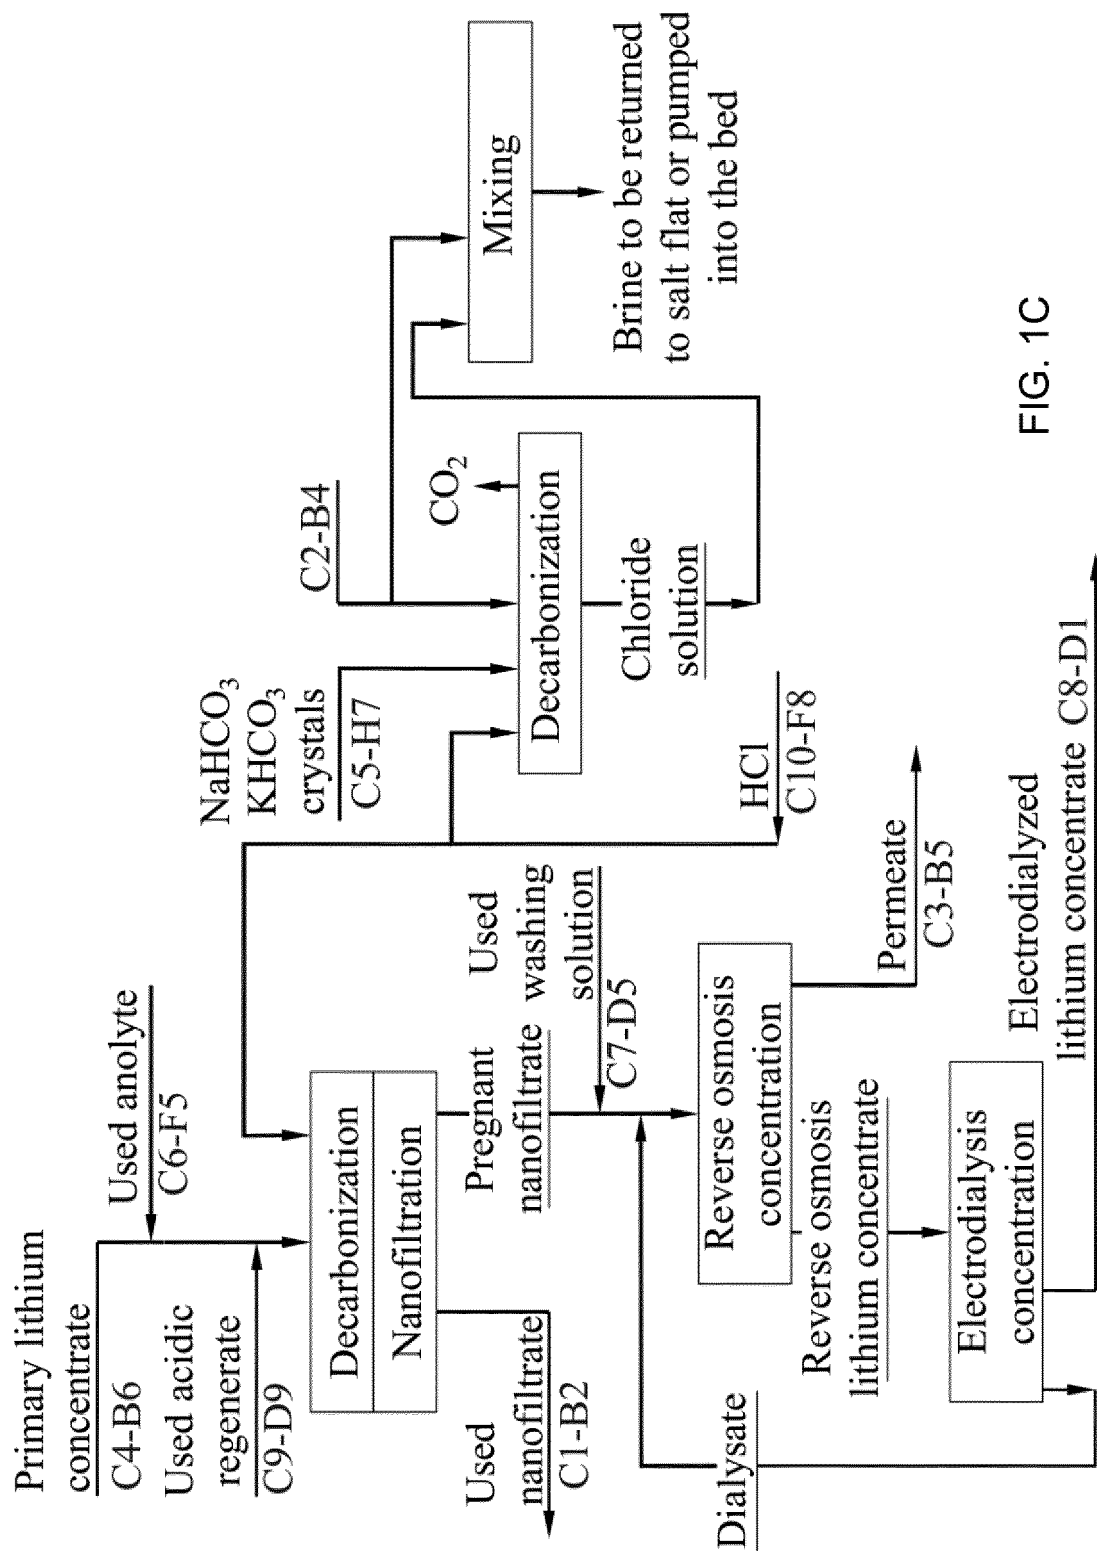 Primary lithium
concentrate
C4-B6
Used anolyte
C6-F5
Used acidic
regenerate
C9-D9
Decarbonization
Nanofiltration
Used
nanofiltrate
C1-B2
Pregnant
nanofiltrate
Used
washing
solution
C7-D5
Dialysate
Reverse osmosis
concentration
Permeate
C3-B5
Reverse osmosis
lithium concentrate
Electrodialysis
concentration
Electrodialyzed
lithium concentrate C8-D1
NaHCO₃
KHCO₃
crystals
C5-H7
C2-B4
CO₂
Decarbonization
Chloride
solution
HCl
C10-F8
Mixing
Brine to be returned
to salt flat or pumped
into the bed
FIG. 1C